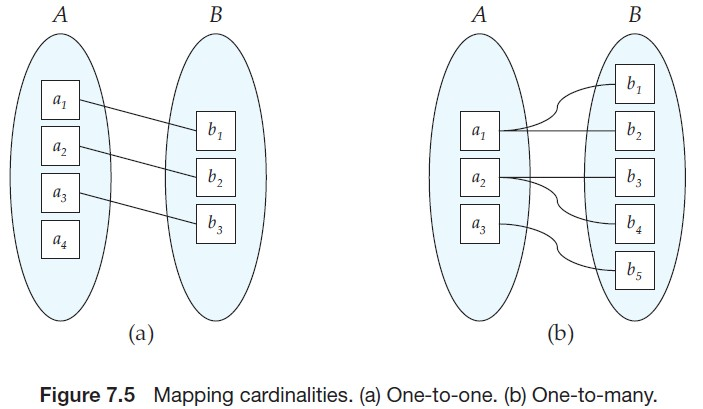 A B
a1
a2
a3
a4
b1
b2
b3
(a)
A B
a1
a2
a3
b1
b2
b3
b4
b5
(b)
Figure 7.5 Mapping cardinalities. (a) One-to-one. (b) One-to-many.